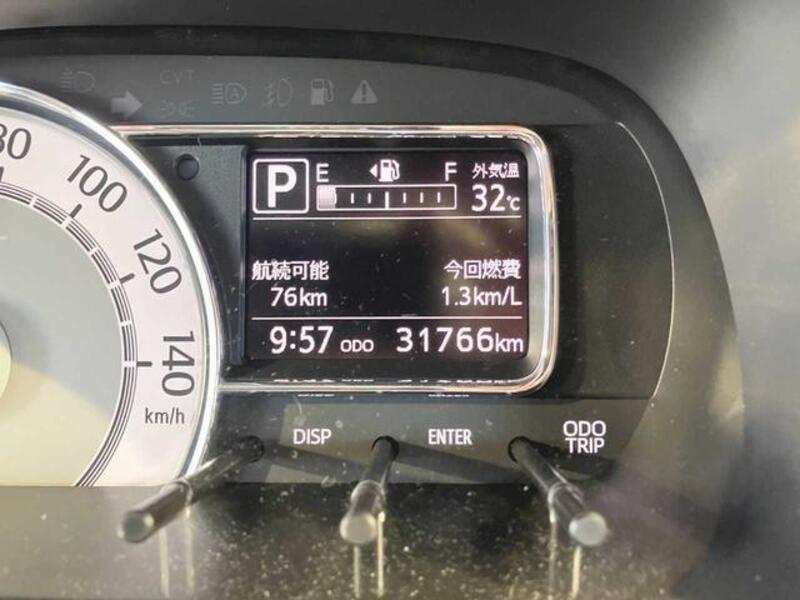 CVT
80
100
120
140
km/h
P E F 外気温
32℃
航続可能 今回燃費
76km 1.3km/L
9:57 ODO 31766km
DISP ENTER ODO
TRIP